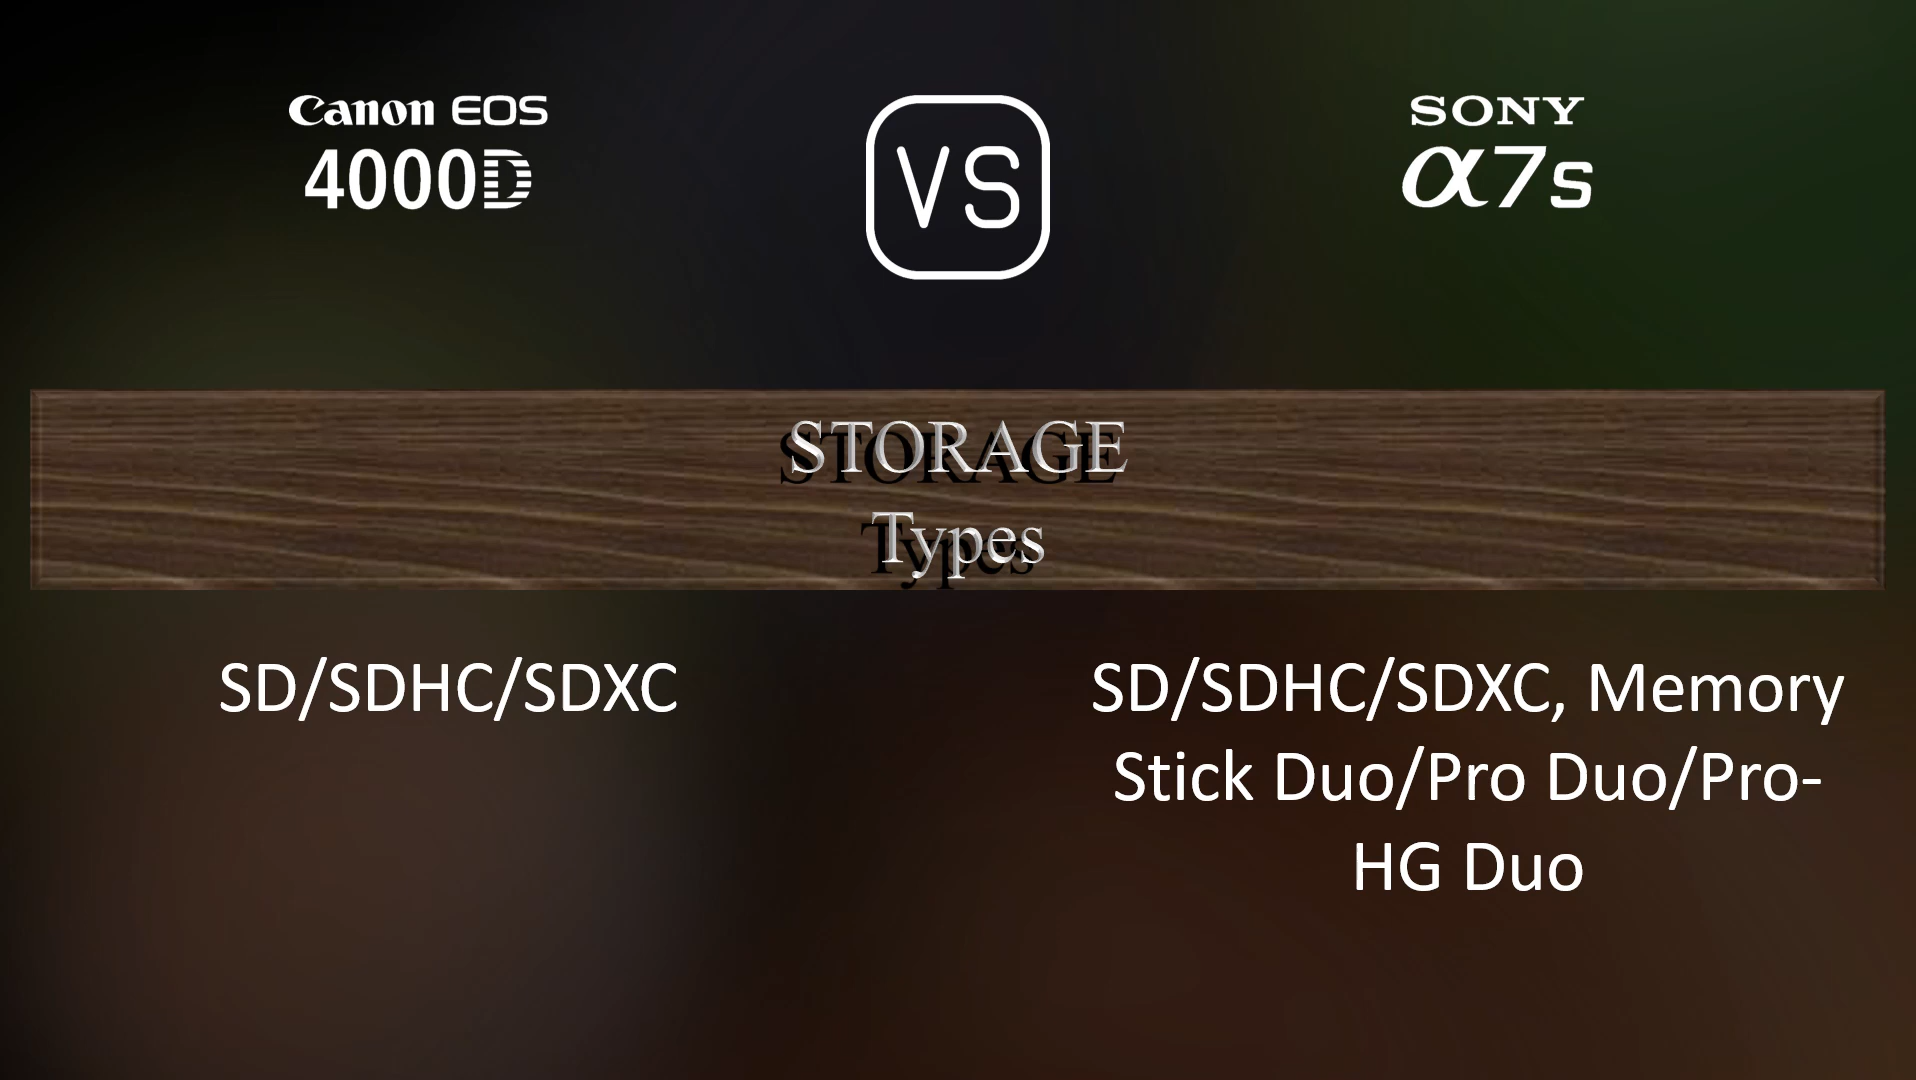 Canon EOS
4000D
VS
SONY
α7s
STORAGE
Types
SD/SDHC/SDXC
SD/SDHC/SDXC, Memory
Stick Duo/Pro Duo/Pro-
HG Duo